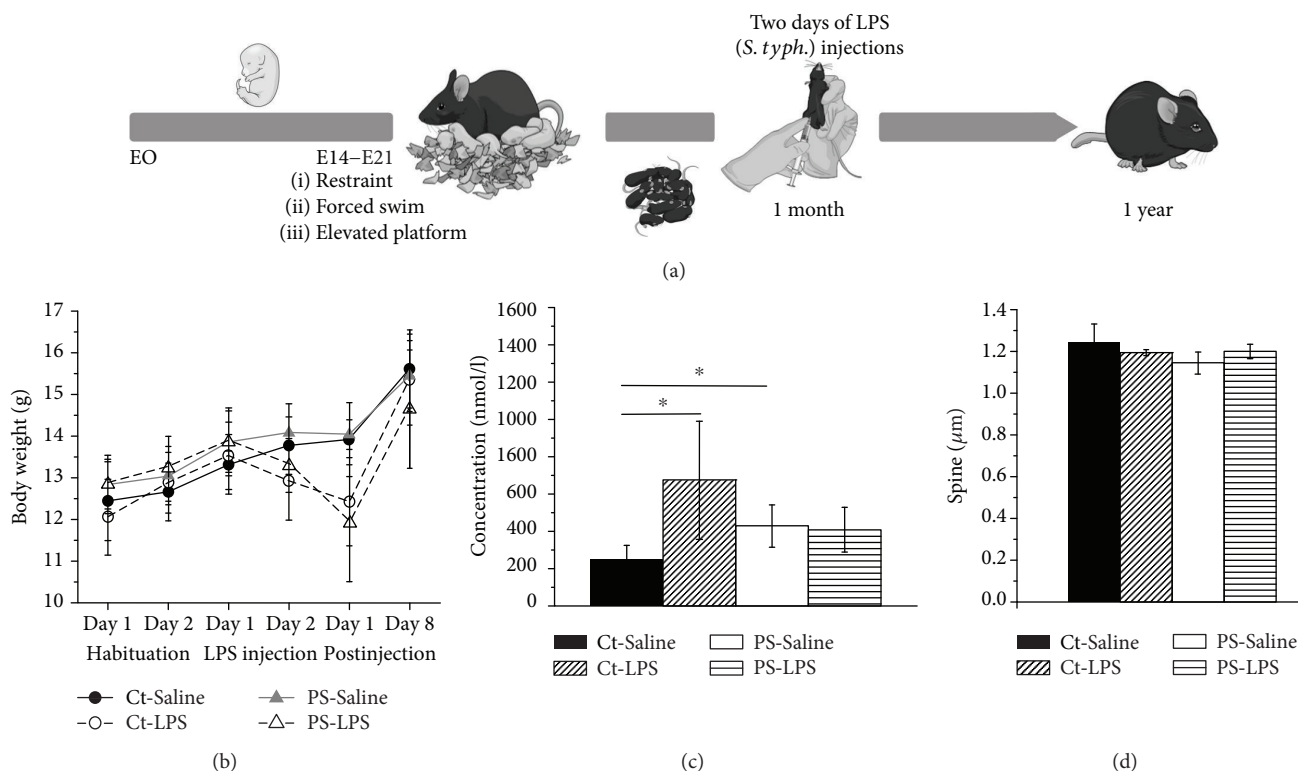 Two days of LPS
(S. typh.) injections
EO
E14–E21
(i) Restraint
(ii) Forced swim
(iii) Elevated platform
1 month
1 year
(a)
Body weight (g)
17
16
15
14
13
12
11
10
Day 1 Day 2 Day 1 Day 2 Day 1 Day 8
Habituation LPS injection Postinjection
Ct-Saline
PS-Saline
Ct-LPS
PS-LPS
(b)
Concentration (nmol/l)
1600
1600
1200
1000
600
600
400
200
0
Ct-Saline
PS-Saline
Ct-LPS
PS-LPS
*
*
(c)
Spine (μm)
1.4
1.2
1.0
0.8
0.6
0.4
0.2
0.0
Ct-Saline
PS-Saline
Ct-LPS
PS-LPS
(d)